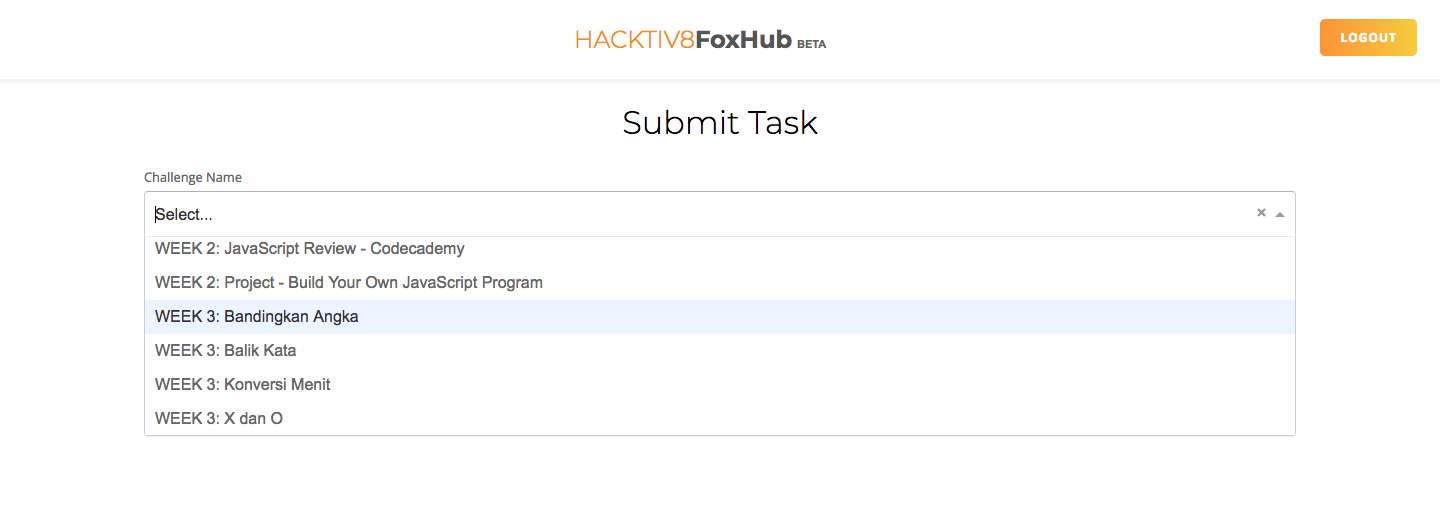 HACKTIV8FoxHub BETA
LOGOUT
Submit Task
Challenge Name
Select...
WEEK 2: JavaScript Review - Codecademy
WEEK 2: Project - Build Your Own JavaScript Program
WEEK 3: Bandingkan Angka
WEEK 3: Balik Kata
WEEK 3: Konversi Menit
WEEK 3: X dan O